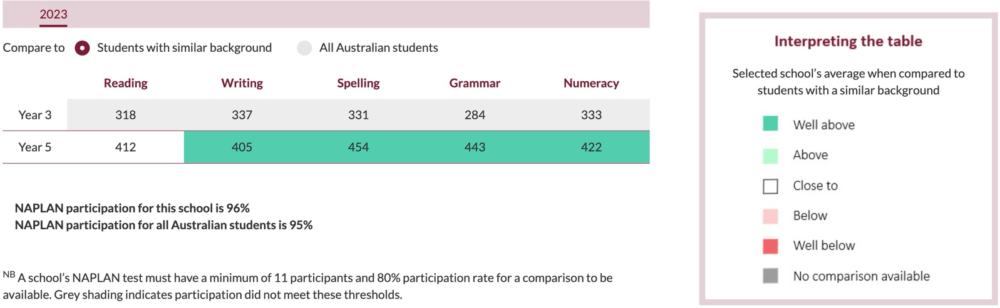 2023
Compare to Students with similar background All Australian students
Reading Writing Spelling Grammar Numeracy
Year 3 318 337 331 284 333
Year 5 412 405 454 443 422
NAPLAN participation for this school is 96%
NAPLAN participation for all Australian students is 95%
NB A school's NAPLAN test must have a minimum of 11 participants and 80% participation rate for a comparison to be
available. Grey shading indicates participation did not meet these thresholds.
Interpreting the table
Selected school's average when compared to
students with a similar background
Well above
Above
Close to
Below
Well below
No comparison available